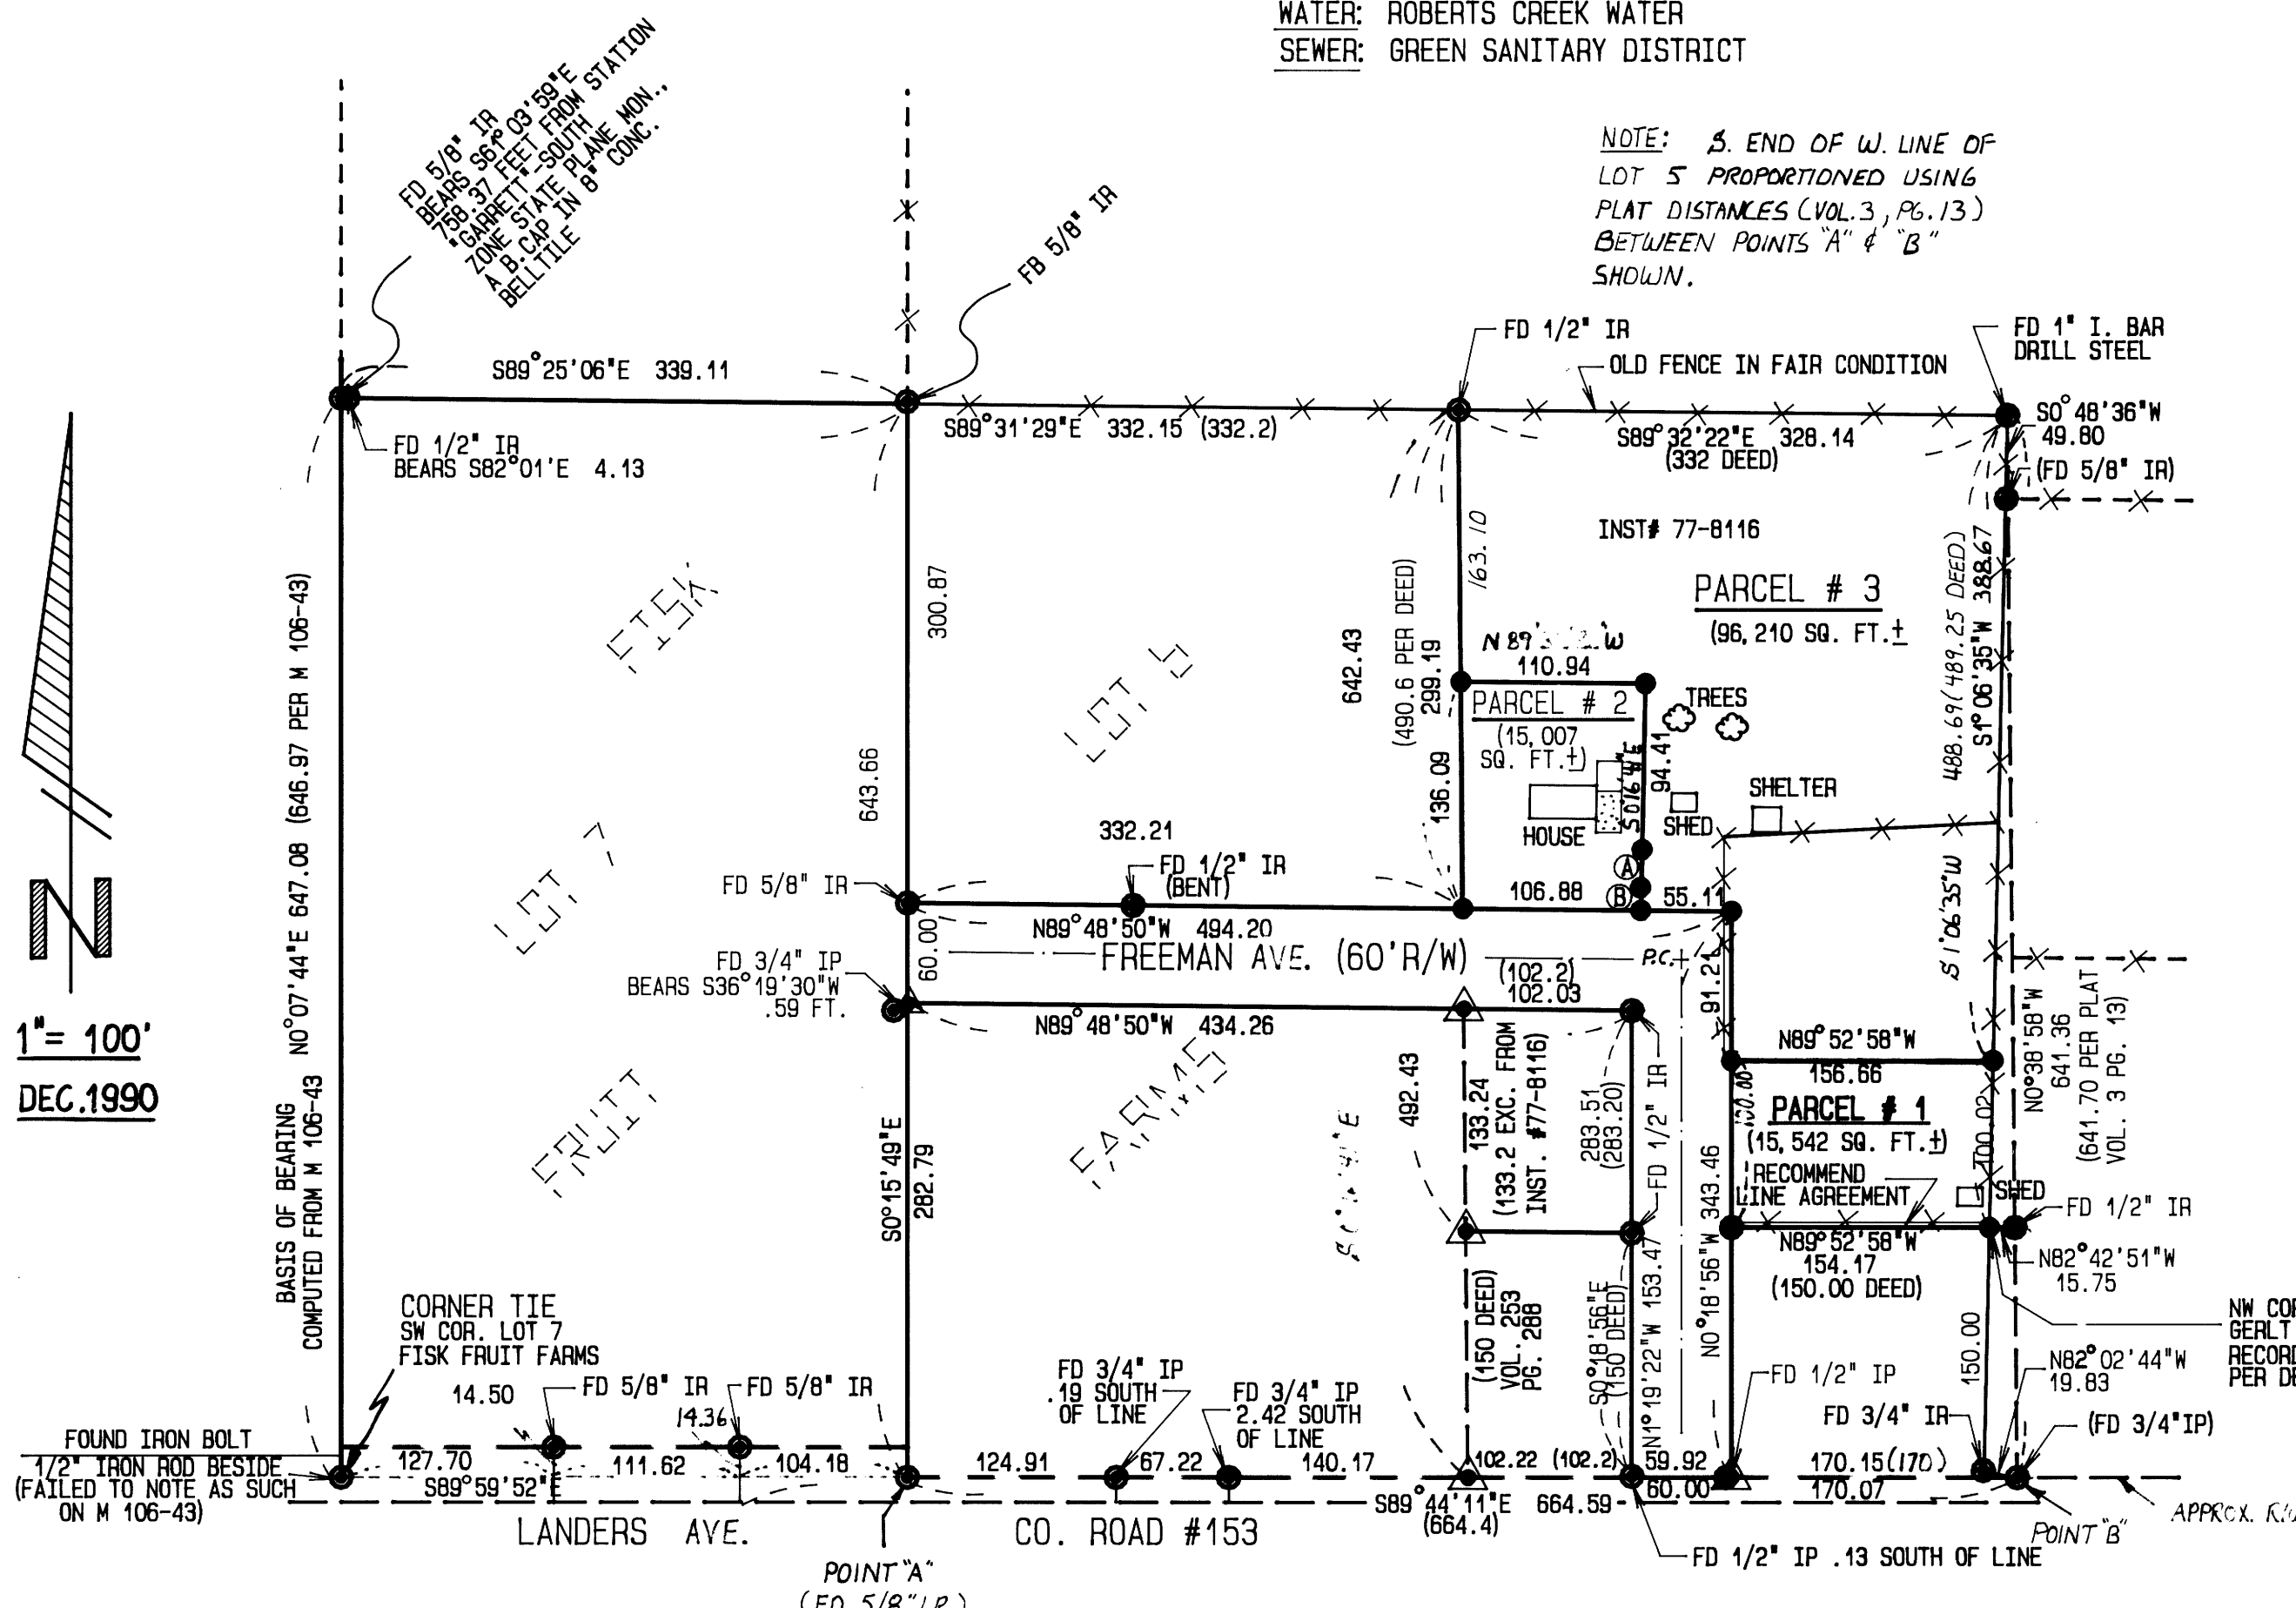 WATER: ROBERTS CREEK WATER
SEWER: GREEN SANITARY DISTRICT
FD 5/8" IR
BEARS S61°03'59"E
758.37 FEET FROM STATION
"GARRETT"-SOUTH
ZONE STATE PLANE MON.,
A B.CAP IN 8" CONC.
BELLTILE
FB 5/8" IR
NOTE: S. END OF W. LINE OF
LOT 5 PROPORTIONED USING
PLAT DISTANCES (VOL.3, PG.13)
BETWEEN POINTS "A" & "B"
SHOWN.
FD 1/2" IR
OLD FENCE IN FAIR CONDITION
FD 1" I. BAR
DRILL STEEL
S89°25'06"E 339.11
FD 1/2" IR
BEARS S82°01'E 4.13
S89°31'29"E 332.15 (332.2)
S89°32'22"E 328.14
(332 DEED)
S0°48'36"W
49.80
(FD 5/8" IR)
INST# 77-8116
PARCEL # 3
(96,210 SQ. FT.±
163.10
(490.6 PER DEED)
299.19
642.43
300.87
643.66
488.69(489.25 DEED)
S1°06'35"W 388.67
BASIS OF BEARING N0°07'44"E 647.08 (646.97 PER M 106-43)
COMPUTED FROM M 106-43
FISK
LOT 5
LOT 7
FRUIT
FARMS
N 89° W
110.94
PARCEL # 2
(15,007
SQ. FT.±)
136.09
S 0°16'41"E
94.41
TREES
HOUSE
SHED
SHELTER
A
B
332.21
FD 1/2" IR
(BENT)
FD 5/8" IR
106.88
55.11
N89°48'50"W 494.20
60.00
FREEMAN AVE. (60'R/W)
P.C.
FD 3/4" IP
BEARS S36°19'30"W
.59 FT.
(102.2)
102.03
91.21
S 1°06'35"W
N89°48'50"W 434.26
N
1"= 100'
DEC.1990
N89°52'58"W
156.66
PARCEL # 1
(15,542 SQ. FT.±)
100.00
100.02
N0°38'58"W
641.36
(641.70 PER PLAT
VOL. 3 PG. 13)
492.43
133.24
(133.2 EXC. FROM
INST. #77-8116)
283.51
(283.20)
FD 1/2" IR
S0°15'49"E
282.79
RECOMMEND
LINE AGREEMENT
SHED
FD 1/2" IR
N89°52'58"W
154.17
(150.00 DEED)
N82°42'51"W
15.75
N0°18'56"W 343.46
(150 DEED)
VOL. 253
PG. 288
S0°18'56"E
(150 DEED)
N1°19'22"W 153.47
150.00
NW COR
GERLT
RECORD
N82°02'44"W
19.83
CORNER TIE
SW COR. LOT 7
FISK FRUIT FARMS
14.50
FD 5/8" IR
FD 5/8" IR
14.36
FD 3/4" IP
.19 SOUTH
OF LINE
FD 3/4" IP
2.42 SOUTH
OF LINE
FD 1/2" IP
FD 3/4" IR
(FD 3/4"IP)
FOUND IRON BOLT
1/2" IRON ROD BESIDE
(FAILED TO NOTE AS SUCH
ON M 106-43)
127.70
111.62
104.18
S89°59'52"E
124.91
67.22
140.17
102.22 (102.2)
59.92
60.00
170.15(170)
170.07
S89°44'11"E 664.59
(664.4)
LANDERS AVE.
CO. ROAD #153
POINT "A"
(FD 5/8" I.R.)
FD 1/2" IP .13 SOUTH OF LINE
POINT "B"
APPROX.